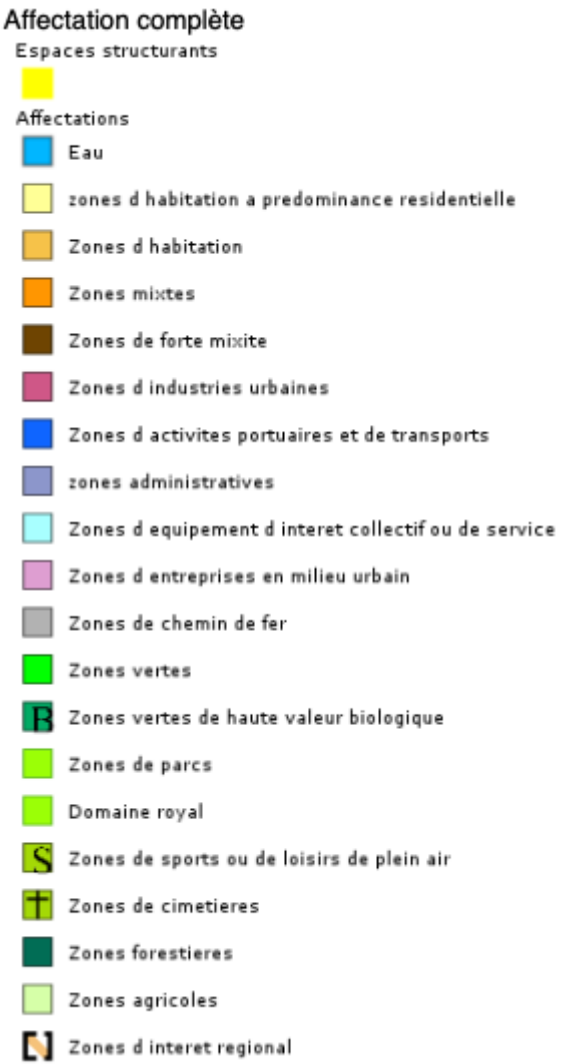 Affectation complète
Espaces structurants
Affectations
Eau
zones d habitation a predominance residentielle
Zones d habitation
Zones mixtes
Zones de forte mixite
Zones d industries urbaines
Zones d activites portuaires et de transports
zones administratives
Zones d equipement d interet collectif ou de service
Zones d entreprises en milieu urbain
Zones de chemin de fer
Zones vertes
B Zones vertes de haute valeur biologique
Zones de parcs
Domaine royal
S Zones de sports ou de loisirs de plein air
Zones de cimetieres
Zones forestieres
Zones agricoles
Zones d interet regional